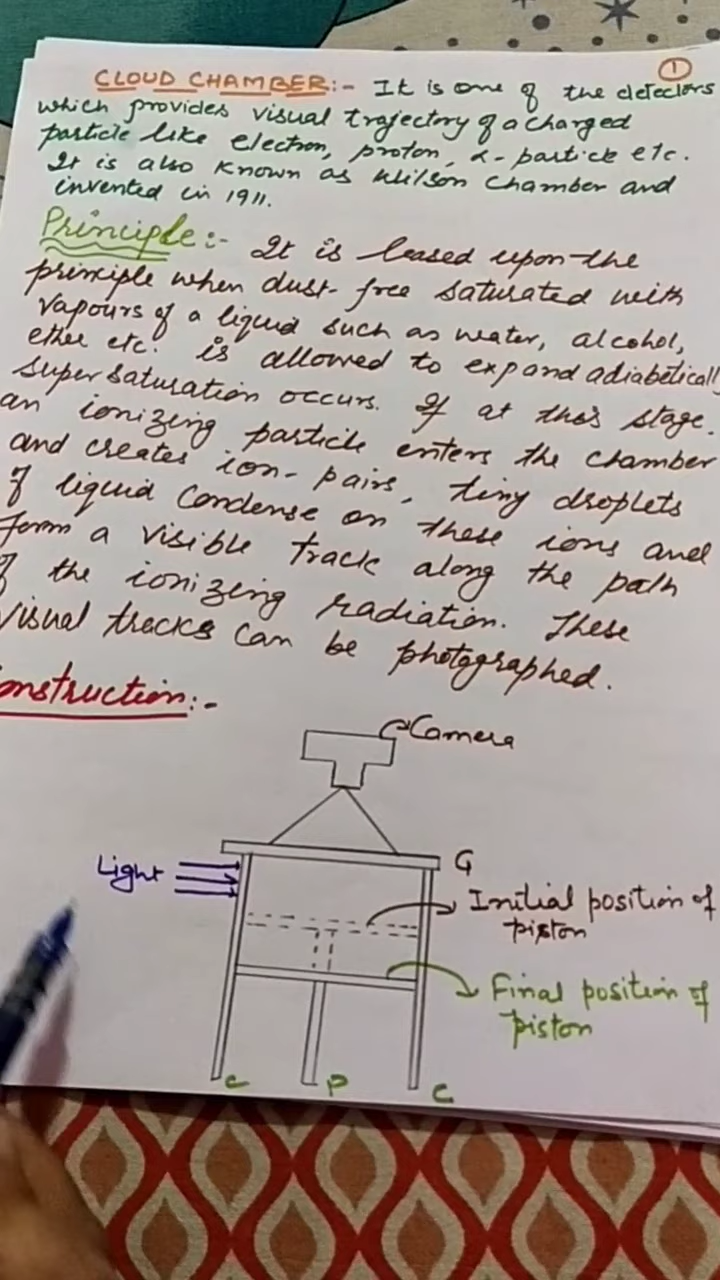 1
CLOUD CHAMBER:- It is one of the detectors
which provides visual trajectory of a charged
particle like electron, proton, α-particle etc.
It is also known as Wilson Chamber and
invented in 1911.
Principle:- It is based upon the
principle when dust-free saturated with
vapours of a liquid such as water, alcohol,
ether etc. is allowed to expand adiabetically
super saturation occurs. If at this stage
an ionizing particle enters the chamber
and creates ion-pairs, tiny droplets
of liquid condense on these ions and
form a visible track along the path
of the ionizing radiation. These
visual tracks can be photographed.
Construction:-
Camera
G
Light
Initial position of
piston
Final position of
piston
C
P
C